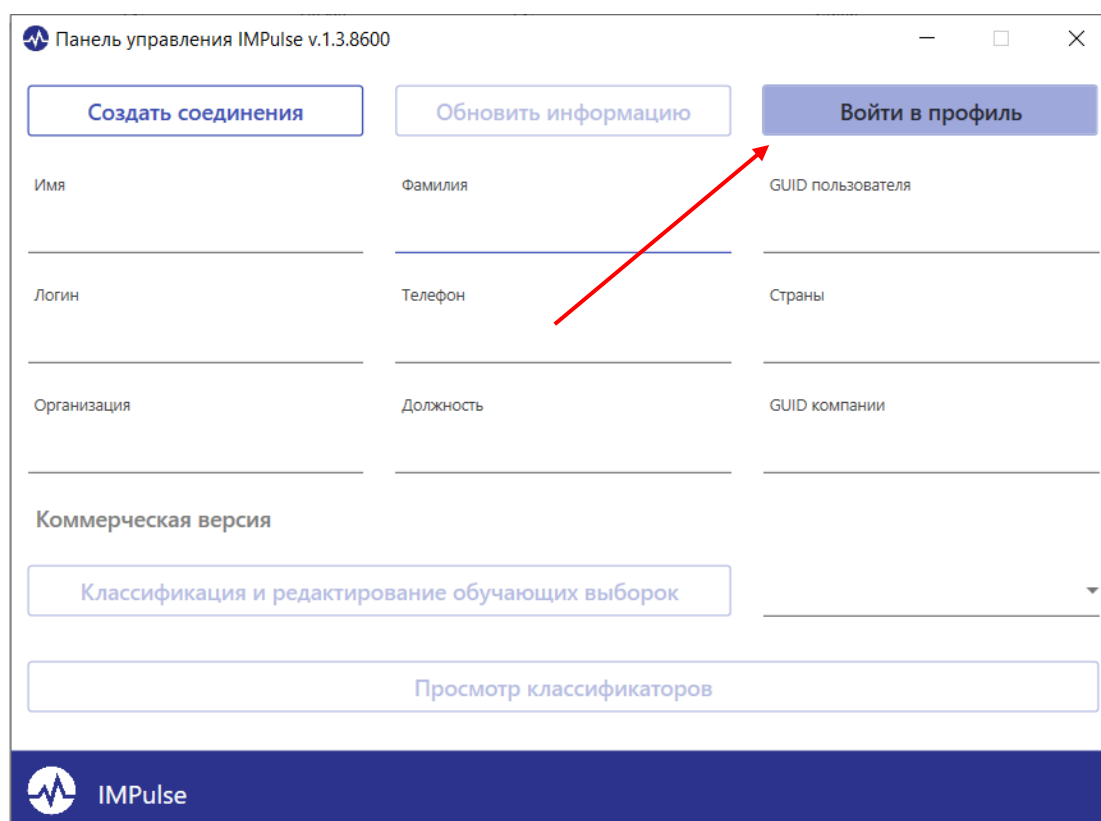 Панель управления IMPulse v.1.3.8600
Создать соединения
Обновить информацию
Войти в профиль
Имя
Фамилия
GUID пользователя
Логин
Телефон
Страны
Организация
Должность
GUID компании
Коммерческая версия
Классификация и редактирование обучающих выборок
Просмотр классификаторов
IMPulse